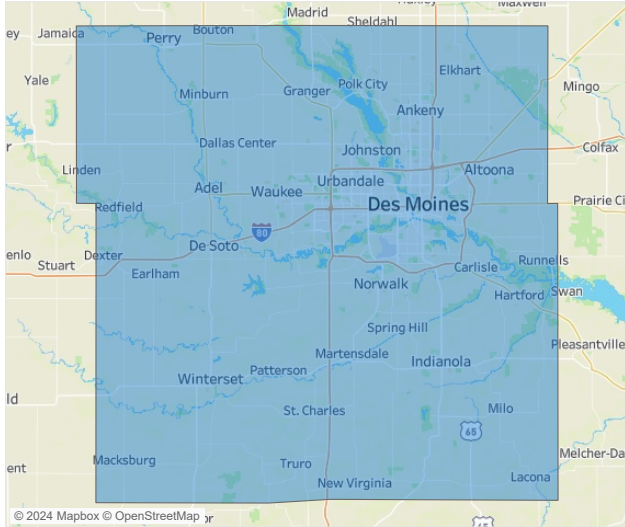 Maxwell
Madrid
Sheldahl
Jamaica
Bouton
Perry
Yale
Elkhart
Polk City
Mingo
Minburn
Granger
Ankeny
Dallas Center
Johnston
Colfax
Linden
Altoona
Urbandale
Adel
Waukee
Prairie Ci
Redfield
Des Moines
80
De Soto
Dexter
Stuart
Runnells
Carlisle
Earlham
Norwalk
Swan
Hartford
Spring Hill
Pleasantville
Martensdale
Indianola
Patterson
Winterset
St. Charles
Milo
65
Macksburg
Melcher-Da
Truro
Lacona
New Virginia
© 2024 Mapbox © OpenStreetMap
65